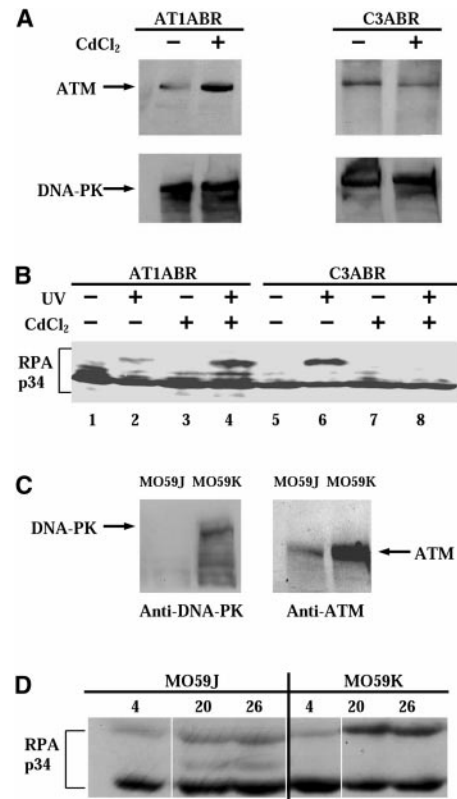 A
AT1ABR C3ABR
CdCl2 − + − +
ATM
DNA-PK
B
AT1ABR C3ABR
UV − + − + − + − +
CdCl2 − − + + − − + +
RPA
p34
1 2 3 4 5 6 7 8
C
MO59J MO59K MO59J MO59K
DNA-PK
ATM
Anti-DNA-PK Anti-ATM
D
MO59J MO59K
4 20 26 4 20 26
RPA
p34